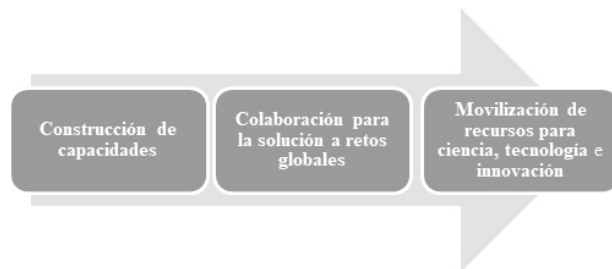 Construcción de
capacidades
Colaboración para
la solución a retos
globales
Movilización de
recursos para
ciencia, tecnología e
innovación